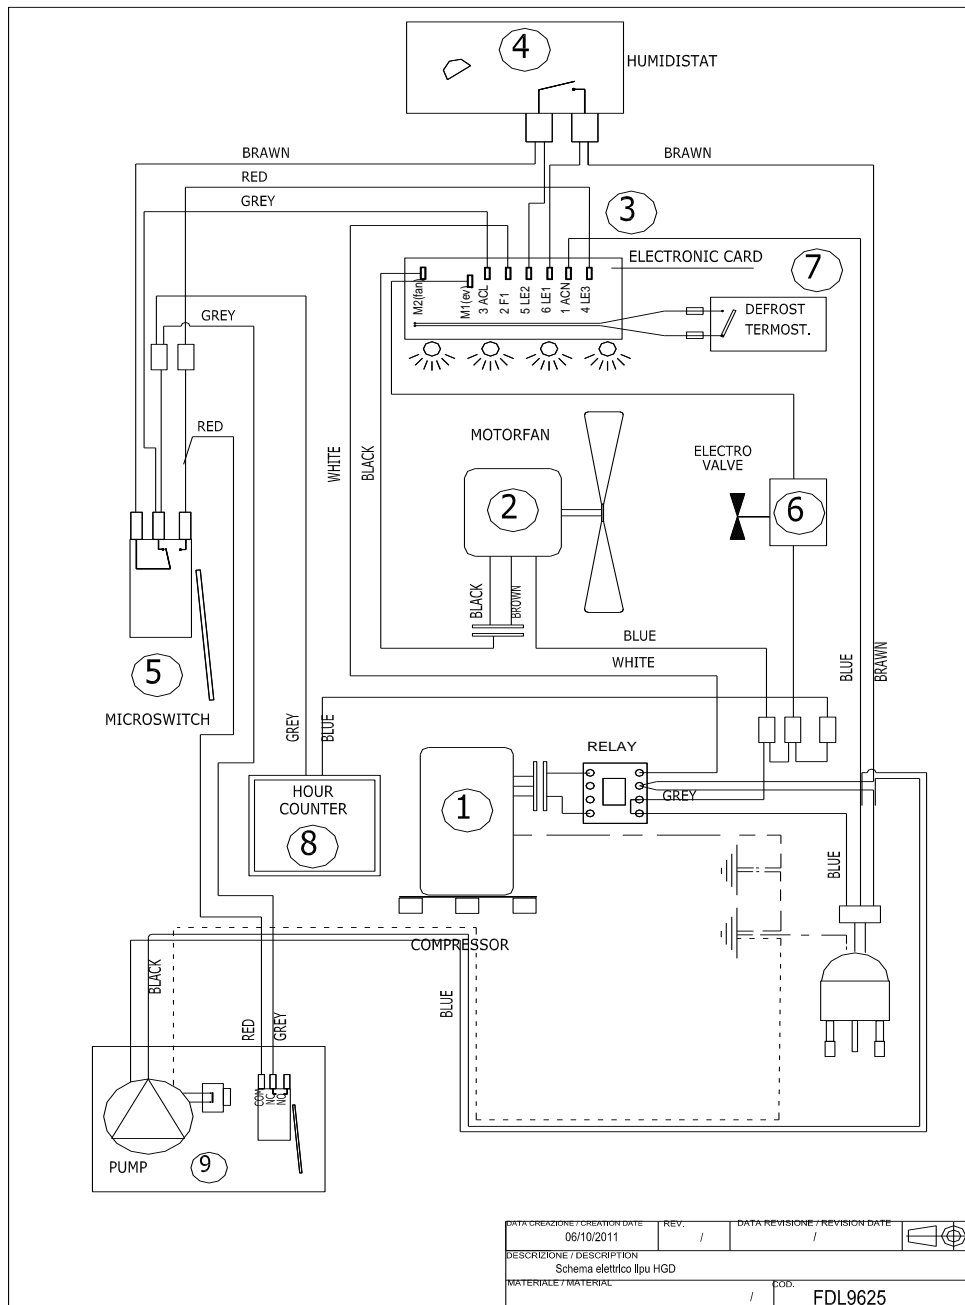 4
HUMIDISTAT
BRAWN
BRAWN
RED
GREY
3
ELECTRONIC CARD
7
M2(fan)
M1(ev)
3 ACL
2 F1
5 LE2
6 LE1
1 ACN
4 LE3
DEFROST
TERMOST.
GREY
RED
WHITE
BLACK
MOTORFAN
ELECTRO
VALVE
2
6
BLACK
BROWN
BLUE
WHITE
BLUE
BRAWN
5
MICROSWITCH
GREY
BLUE
RELAY
HOUR
COUNTER
8
1
GREY
BLUE
COMPRESSOR
BLACK
BLUE
RED
GREY
COM
NC
NO
PUMP
9
DATA CREAZIONE / CREATION DATE
06/10/2011
REV.
/
DATA REVISIONE / REVISION DATE
/
DESCRIZIONE / DESCRIPTION
Schema elettrico Ilpu HGD
MATERIALE / MATERIAL
/
COD.
FDL9625